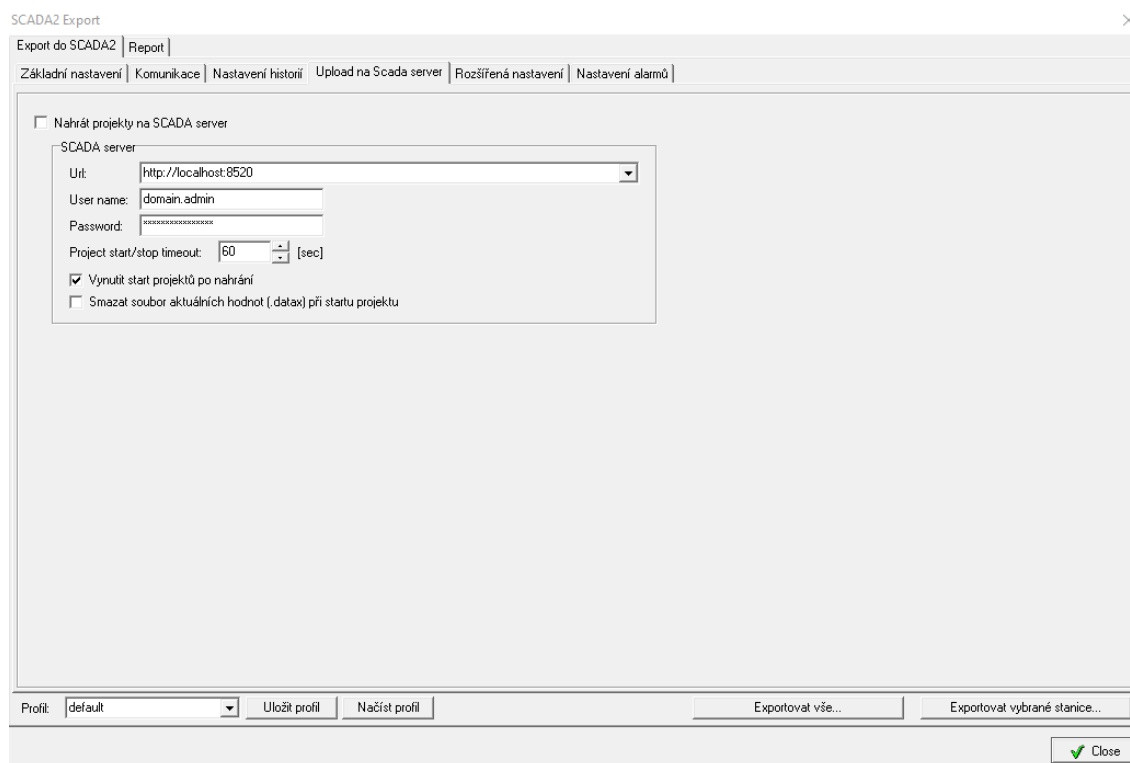 SCADA2 Export
Export do SCADA2 Report
Základní nastavení Komunikace Nastavení historií Upload na Scada server Rozšířená nastavení Nastavení alarmů
Nahrát projekty na SCADA server
SCADA server
Url: http://localhost:8520
User name: domain.admin
Password: ****************
Project start/stop timeout: 60 [sec]
Vynutit start projektů po nahrání
Smazat soubor aktuálních hodnot (.datax) při startu projektu
Profil: default Uložit profil Načíst profil Exportovat vše... Exportovat vybrané stanice...
Close